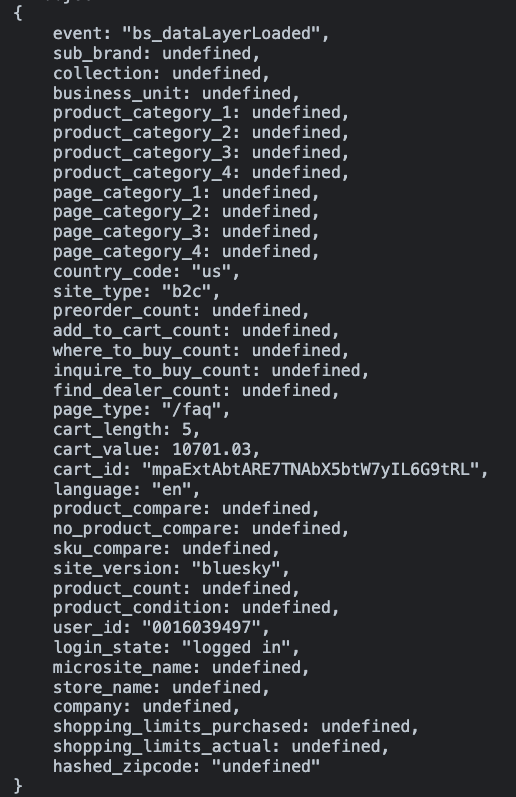 {
event: "bs_dataLayerLoaded",
sub_brand: undefined,
collection: undefined,
business_unit: undefined,
product_category_1: undefined,
product_category_2: undefined,
product_category_3: undefined,
product_category_4: undefined,
page_category_1: undefined,
page_category_2: undefined,
page_category_3: undefined,
page_category_4: undefined,
country_code: "us",
site_type: "b2c",
preorder_count: undefined,
add_to_cart_count: undefined,
where_to_buy_count: undefined,
inquire_to_buy_count: undefined,
find_dealer_count: undefined,
page_type: "/faq",
cart_length: 5,
cart_value: 10701.03,
cart_id: "mpaExtAbtARE7TNAbX5btW7yIL6G9tRL",
language: "en",
product_compare: undefined,
no_product_compare: undefined,
sku_compare: undefined,
site_version: "bluesky",
product_count: undefined,
product_condition: undefined,
user_id: "0016039497",
login_state: "logged in",
microsite_name: undefined,
store_name: undefined,
company: undefined,
shopping_limits_purchased: undefined,
shopping_limits_actual: undefined,
hashed_zipcode: "undefined"
}